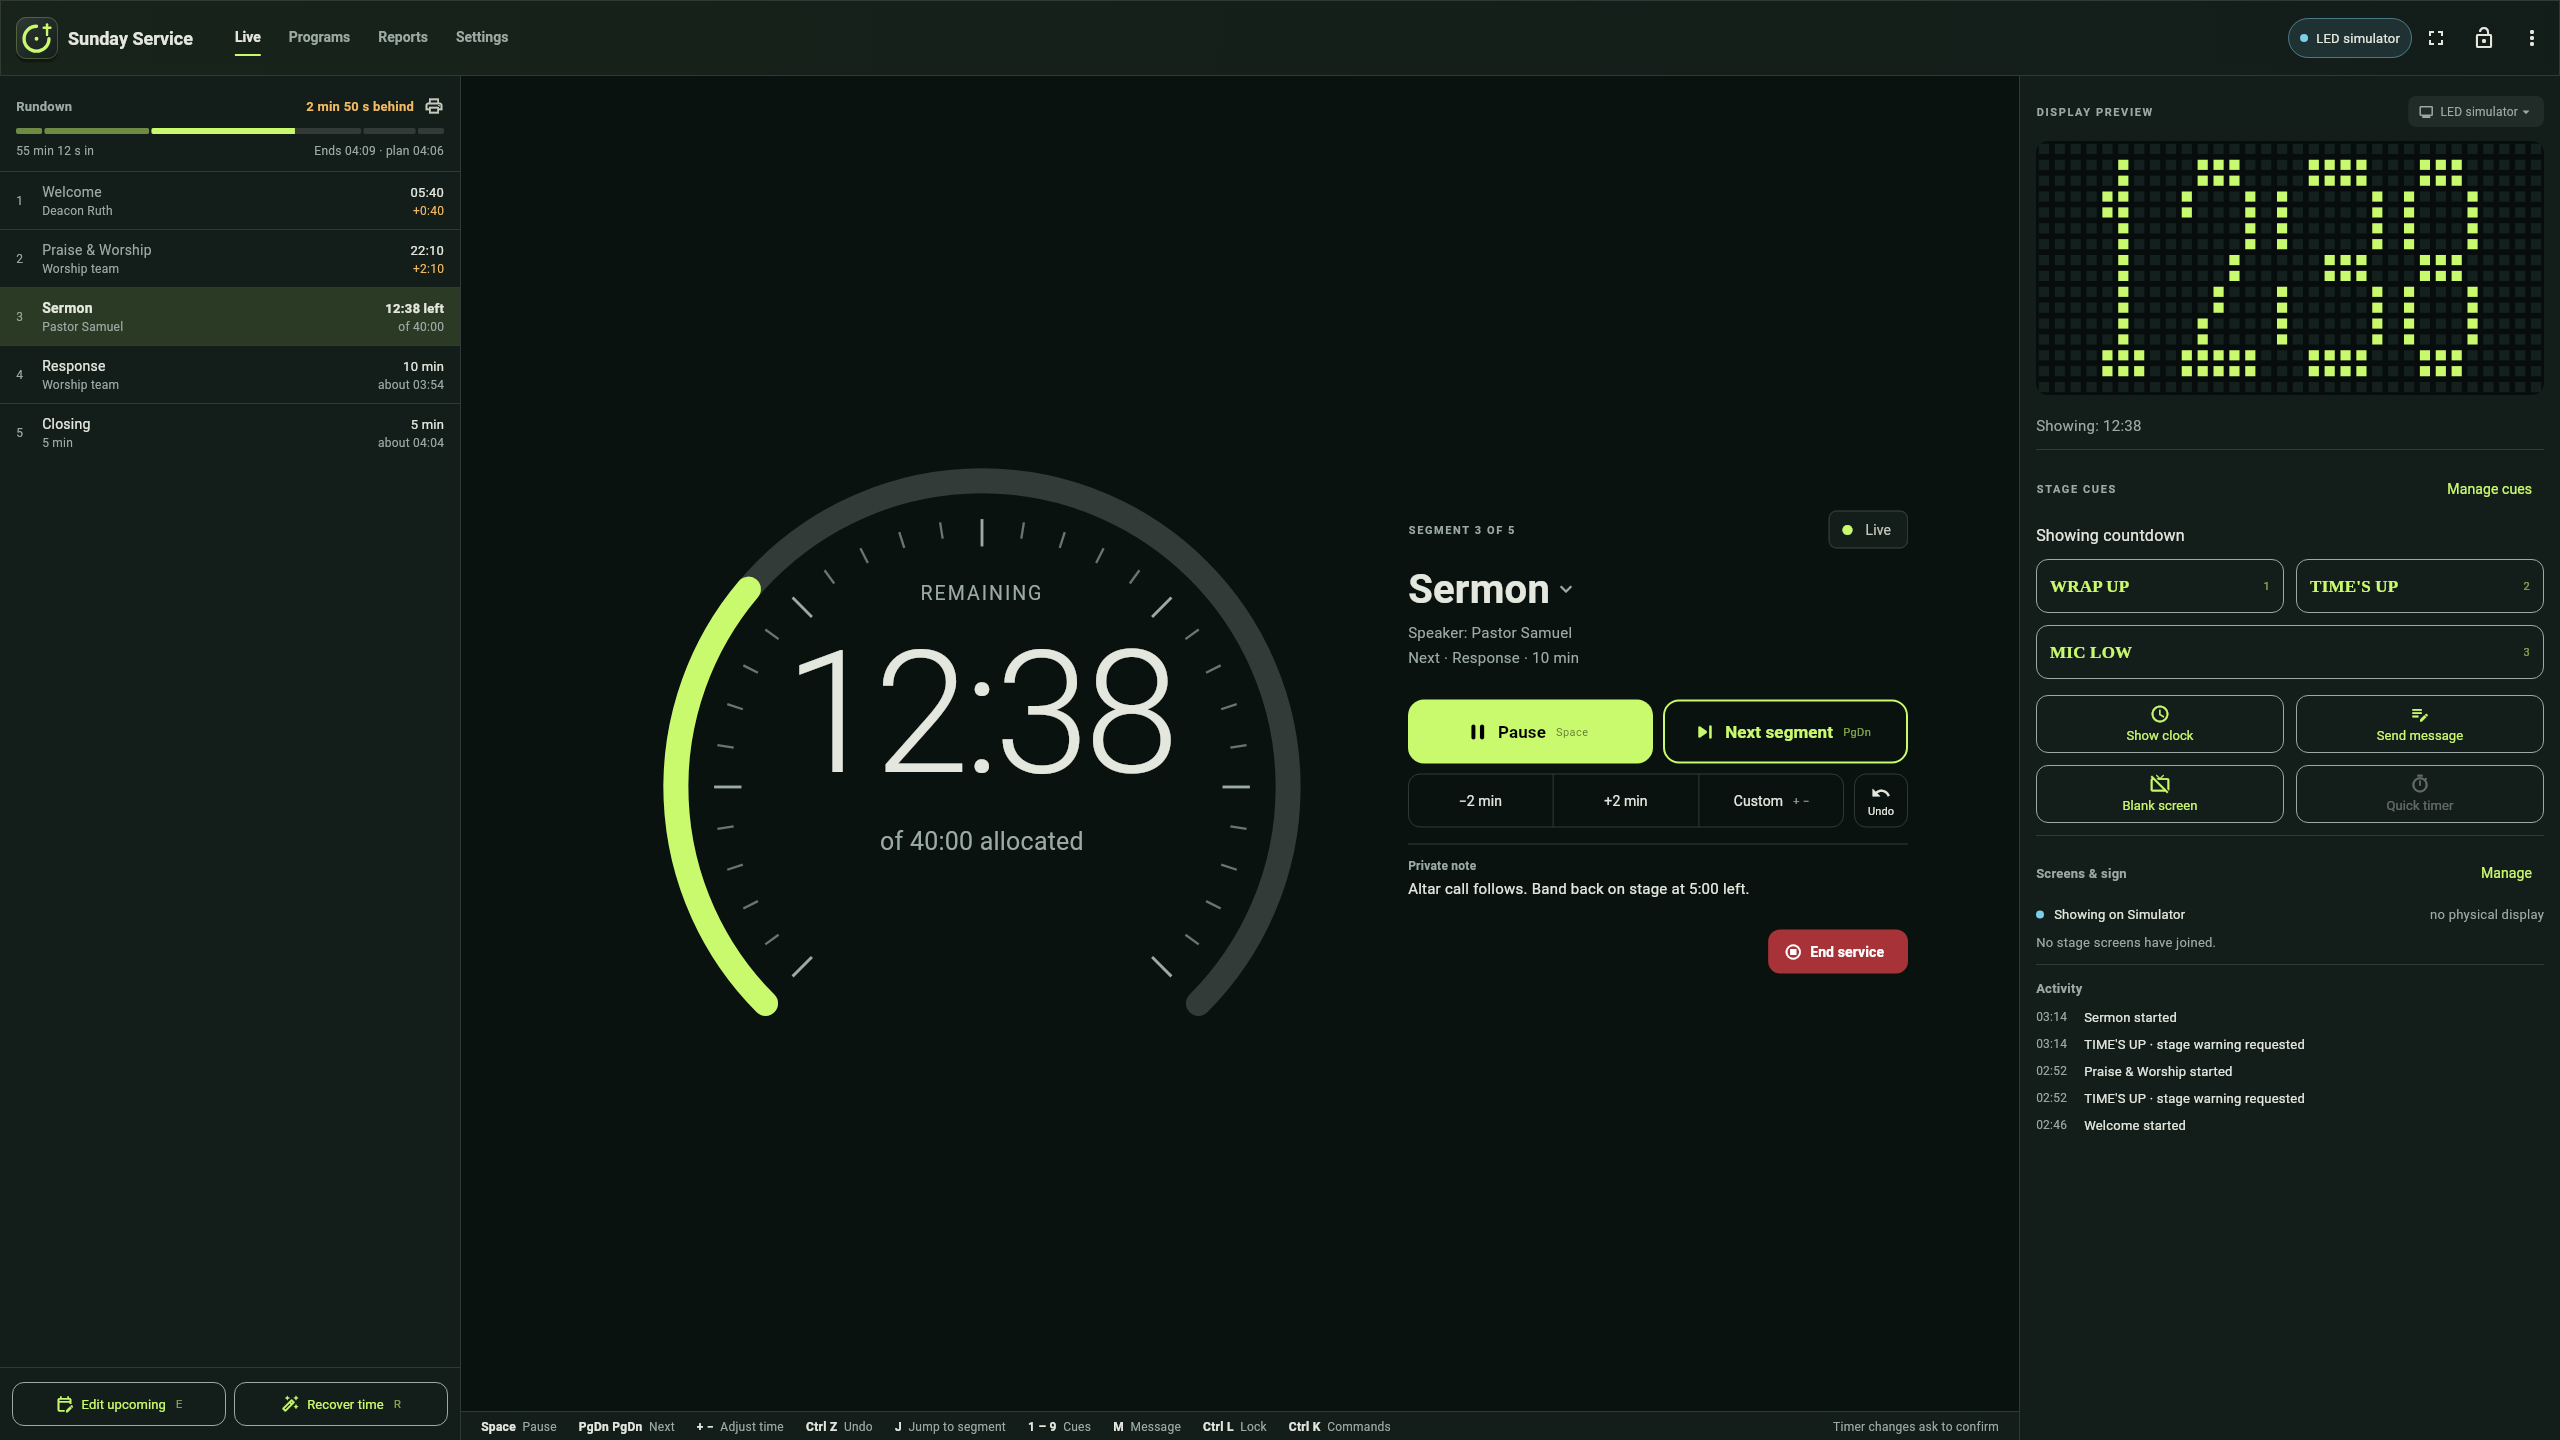 Sunday Service
Live
Programs
Reports
Settings
LED simulator
Rundown
2 min 50 s behind
55 min 12 s in
Ends 04:09 · plan 04:06
1
Welcome
05:40
Deacon Ruth
+0:40
2
Praise & Worship
22:10
Worship team
+2:10
3
Sermon
12:38 left
Pastor Samuel
of 40:00
4
Response
10 min
Worship team
about 03:54
5
Closing
5 min
5 min
about 04:04
Edit upcoming E
Recover time R
REMAINING
12:38
of 40:00 allocated
SEGMENT 3 OF 5
Live
Sermon
Speaker: Pastor Samuel
Next · Response · 10 min
Pause Space
Next segment PgDn
−2 min
+2 min
Custom + −
Undo
Private note
Altar call follows. Band back on stage at 5:00 left.
End service
Space Pause
PgDn PgDn Next
+ − Adjust time
Ctrl Z Undo
J Jump to segment
1 – 9 Cues
M Message
Ctrl L Lock
Ctrl K Commands
Timer changes ask to confirm
DISPLAY PREVIEW
LED simulator
12:38
Showing: 12:38
STAGE CUES
Manage cues
Showing countdown
WRAP UP 1
TIME'S UP 2
MIC LOW 3
Show clock
Send message
Blank screen
Quick timer
Screens & sign
Manage
Showing on Simulator
no physical display
No stage screens have joined.
Activity
03:14 Sermon started
03:14 TIME'S UP · stage warning requested
02:52 Praise & Worship started
02:52 TIME'S UP · stage warning requested
02:46 Welcome started